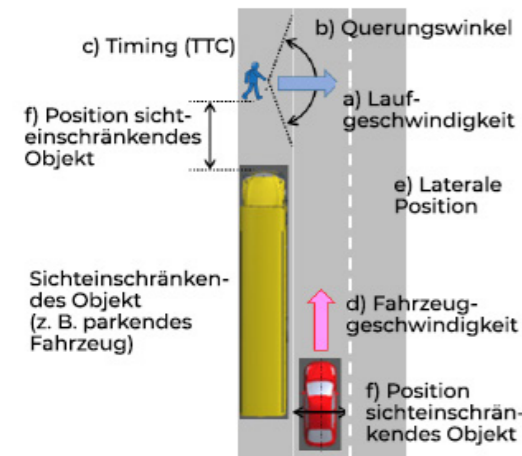 b) Querungswinkel
c) Timing (TTC)
a) Lauf-
geschwindigkeit
f) Position sicht-
einschränkendes
Objekt
e) Laterale
Position
Sichteinschränken-
des Objekt
(z. B. parkendes
Fahrzeug)
d) Fahrzeug-
geschwindigkeit
f) Position
sichteinschrän-
kendes Objekt